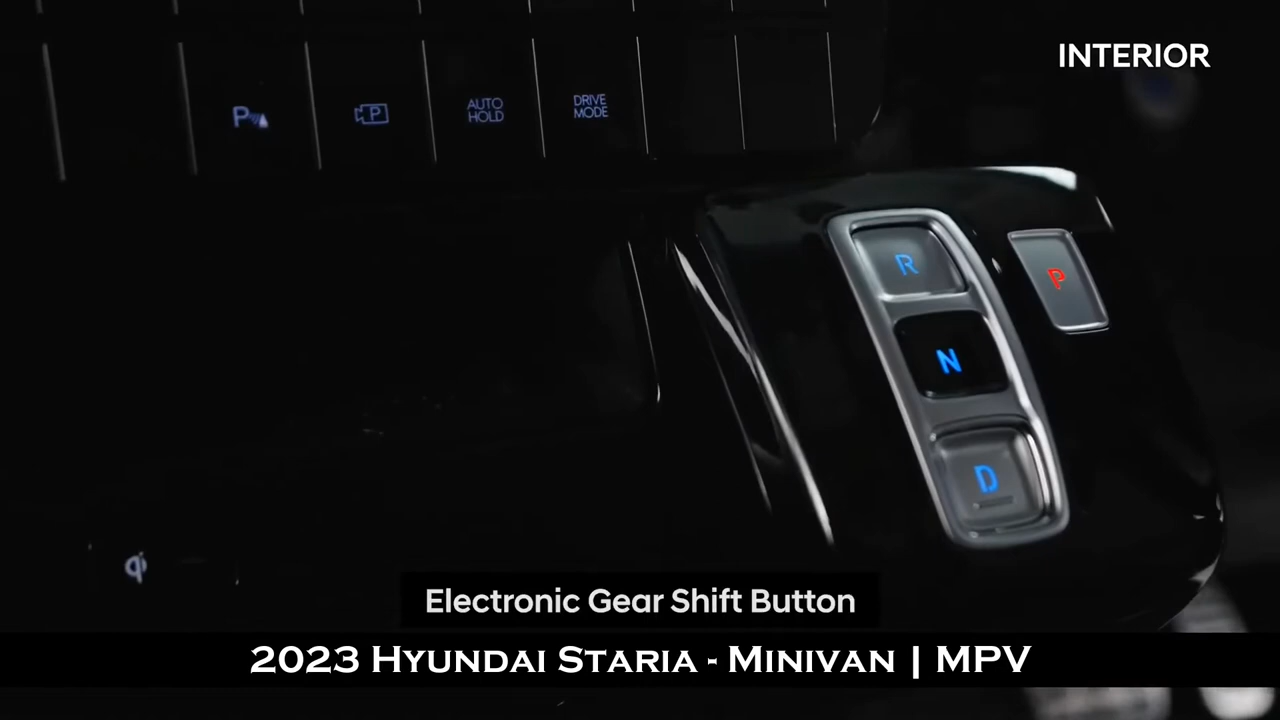 INTERIOR
P
P
AUTO
HOLD
DRIVE
MODE
R
P
N
D
Electronic Gear Shift Button
2023 Hyundai Staria - Minivan | MPV